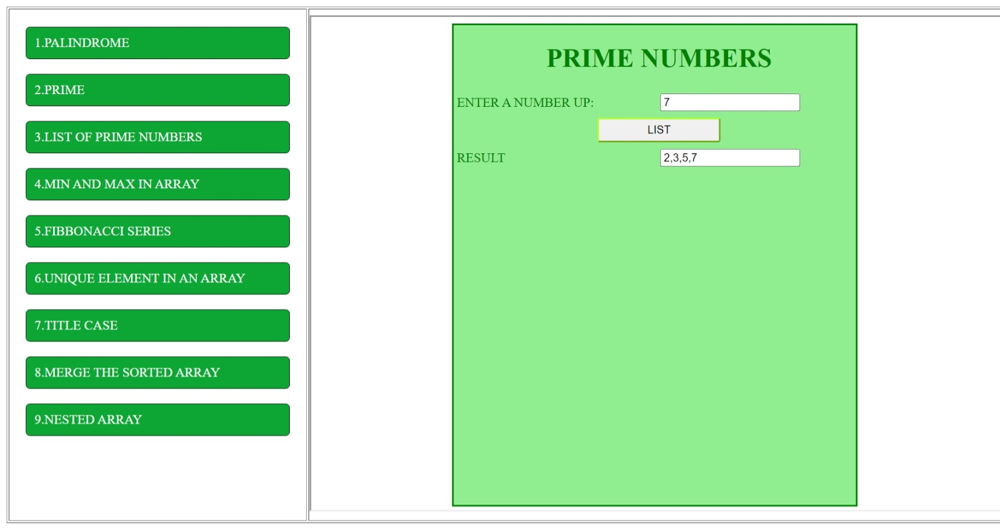 1.PALINDROME
2.PRIME
3.LIST OF PRIME NUMBERS
4.MIN AND MAX IN ARRAY
5.FIBBONACCI SERIES
6.UNIQUE ELEMENT IN AN ARRAY
7.TITLE CASE
8.MERGE THE SORTED ARRAY
9.NESTED ARRAY
PRIME NUMBERS
ENTER A NUMBER UP: 7
LIST
RESULT 2,3,5,7